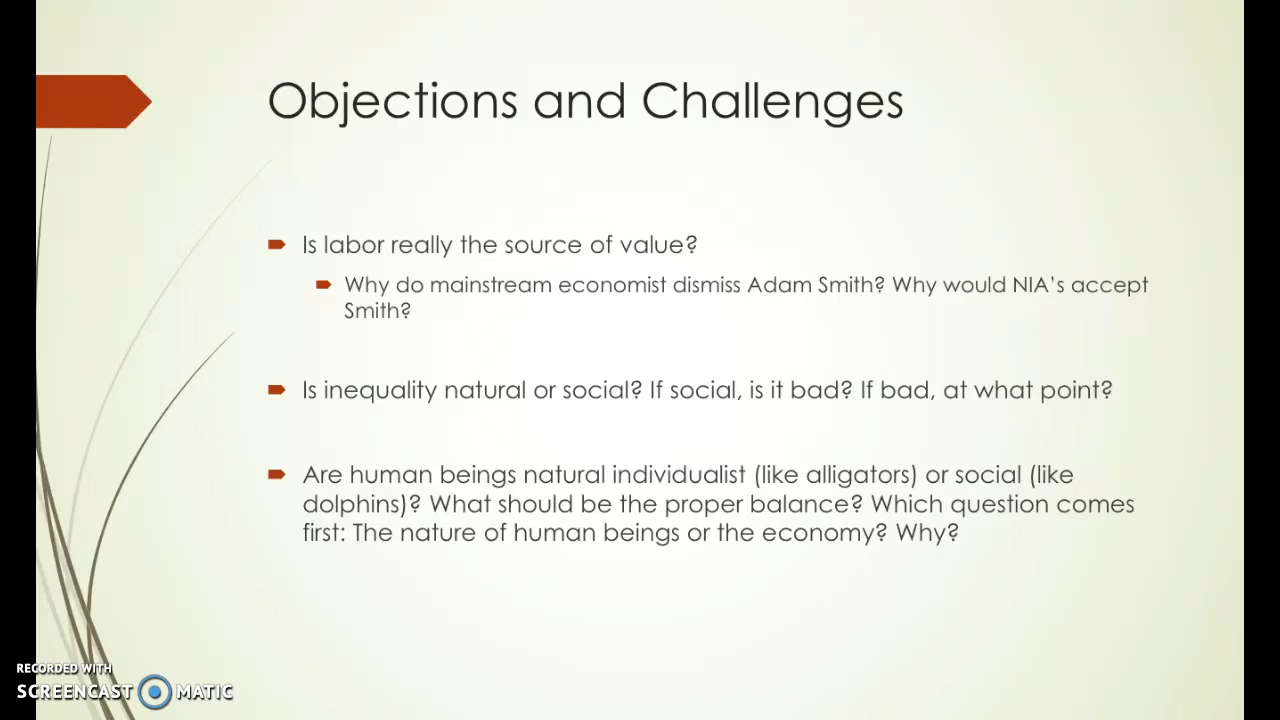 Objections and Challenges
Is labor really the source of value?
Why do mainstream economist dismiss Adam Smith? Why would NIA's accept
Smith?
Is inequality natural or social? If social, is it bad? If bad, at what point?
Are human beings natural individualist (like alligators) or social (like
dolphins)? What should be the proper balance? Which question comes
first: The nature of human beings or the economy? Why?
RECORDED WITH
SCREENCAST MATIC